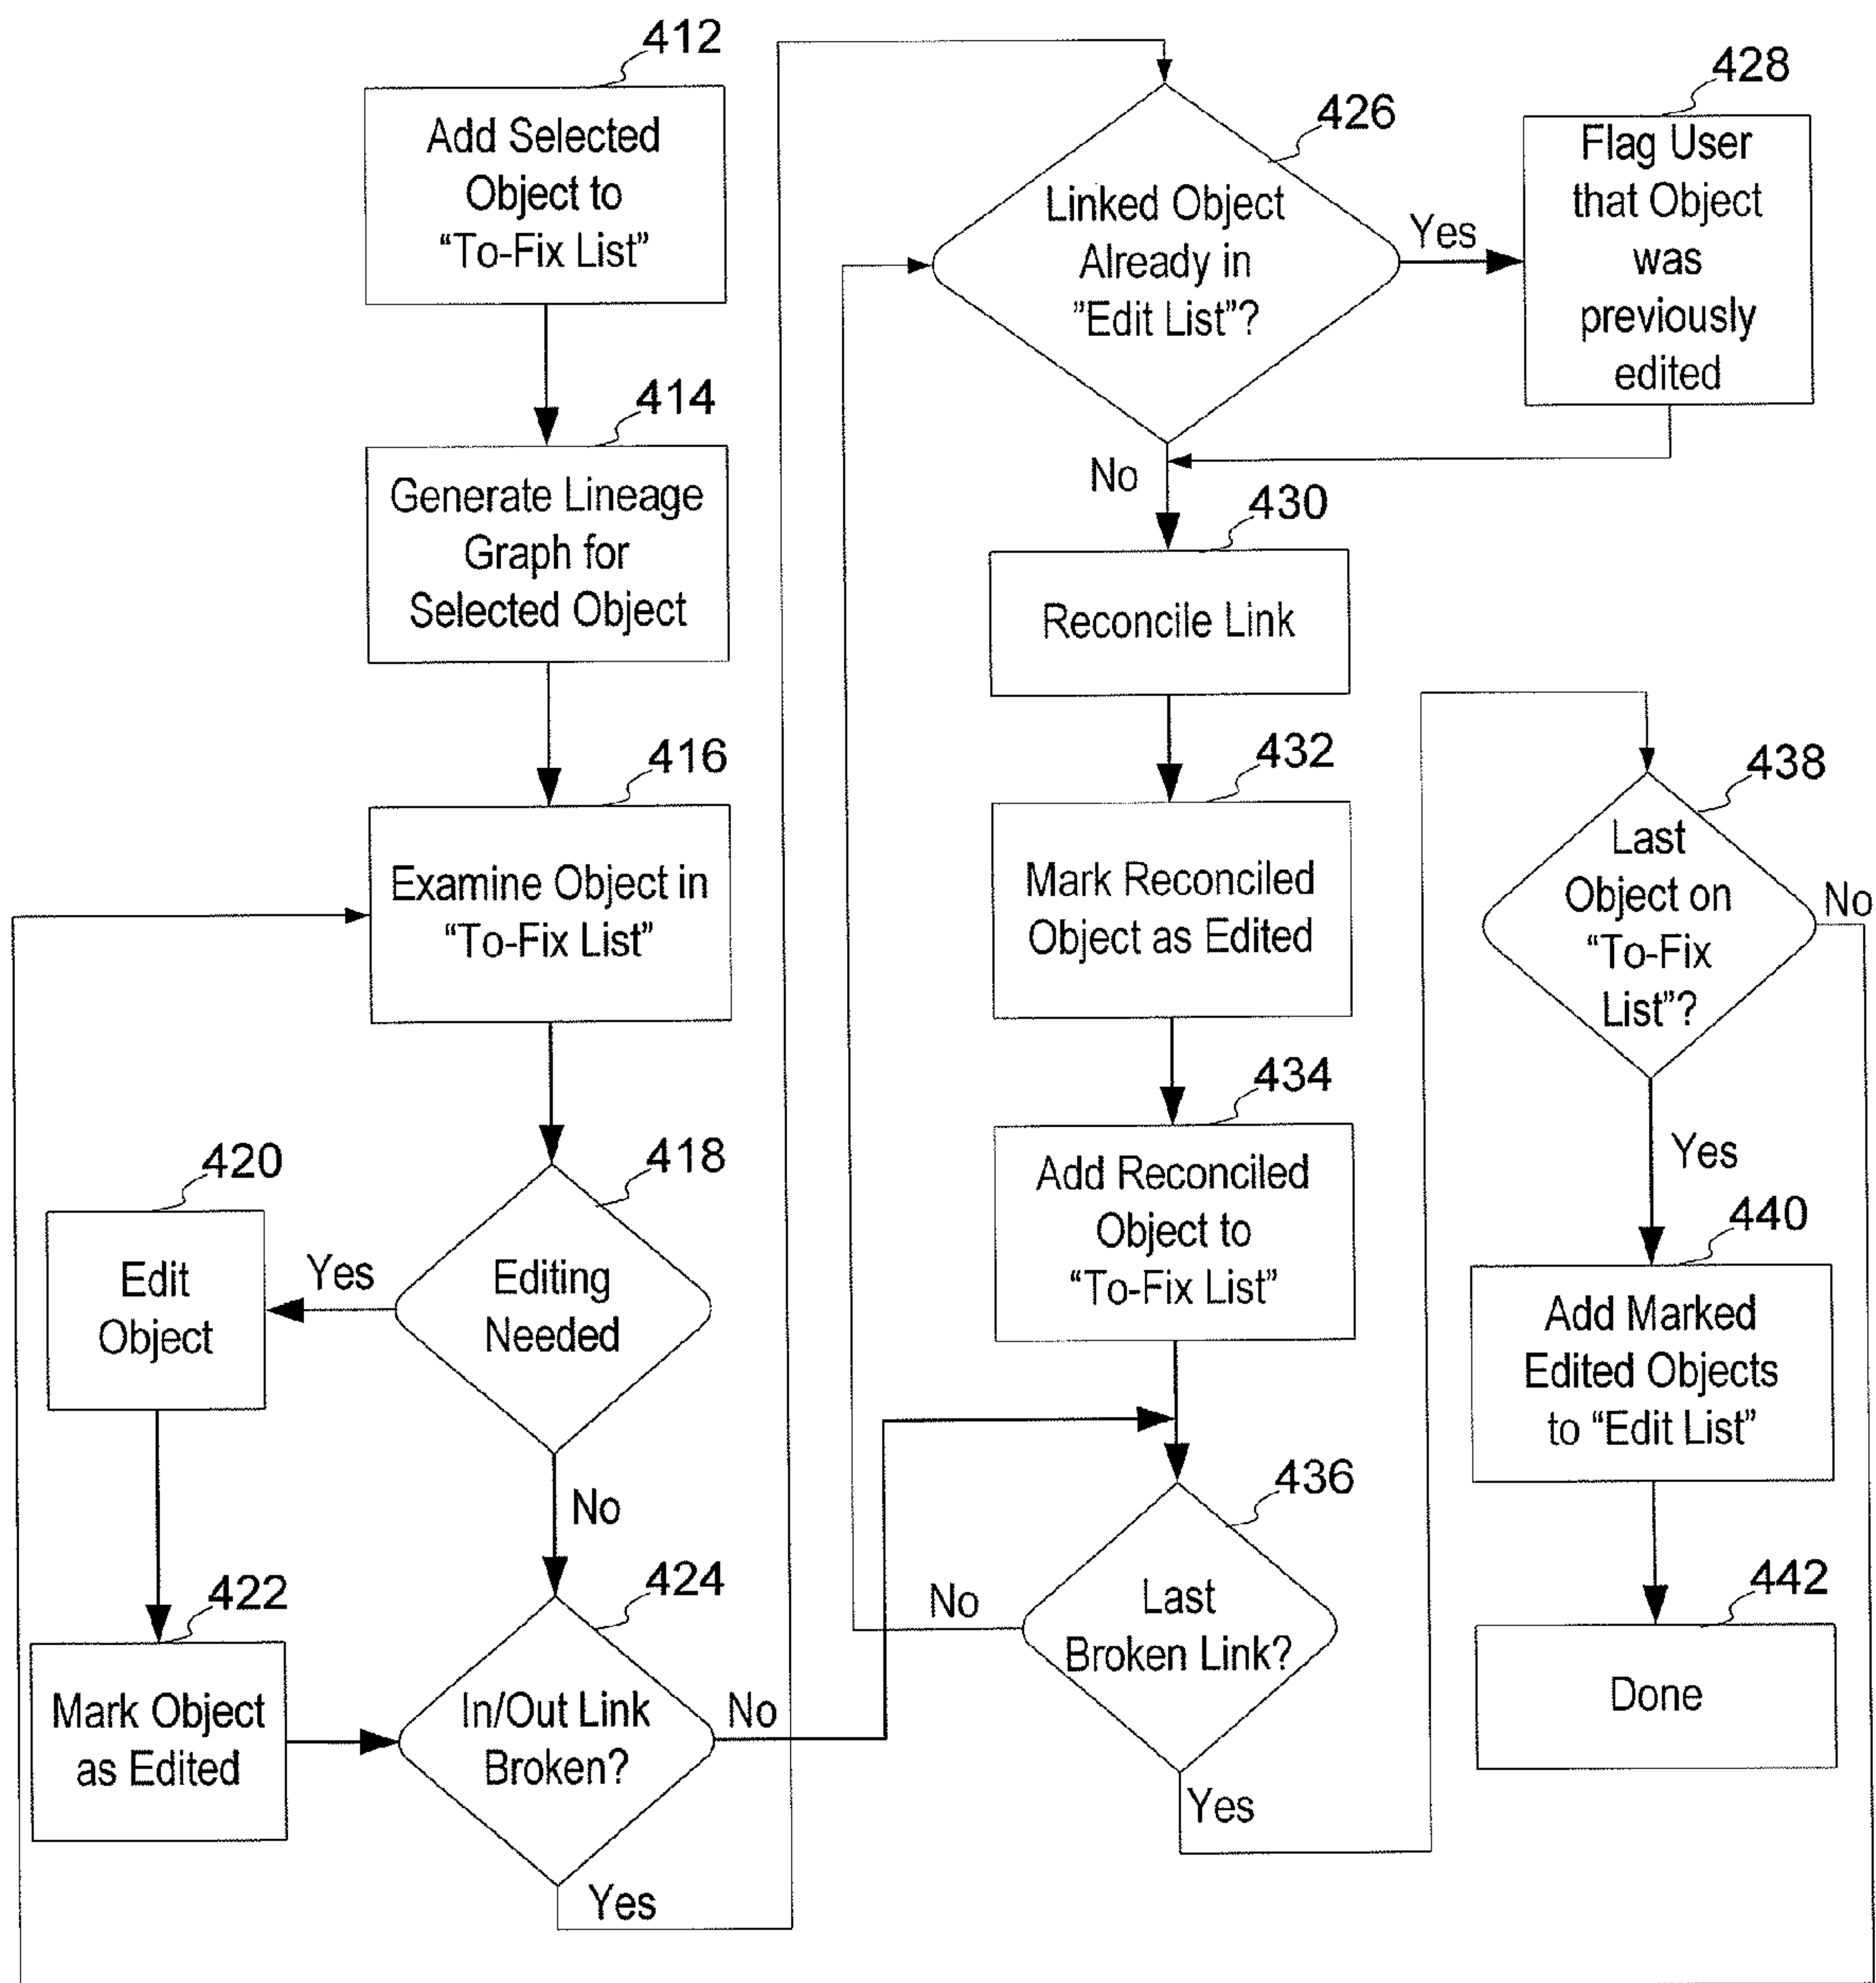 412
Add Selected
Object to
“To-Fix List”
414
Generate Lineage
Graph for
Selected Object
416
Examine Object in
“To-Fix List”
418
Editing
Needed
Yes
No
420
Edit
Object
422
Mark Object
as Edited
424
In/Out Link
Broken?
No
Yes
426
Linked Object
Already in
”Edit List”?
Yes
No
428
Flag User
that Object
was
previously
edited
430
Reconcile Link
432
Mark Reconciled
Object as Edited
434
Add Reconciled
Object to
“To-Fix List”
436
Last
Broken Link?
No
Yes
438
Last
Object on
“To-Fix
List”?
No
Yes
440
Add Marked
Edited Objects
to “Edit List”
442
Done